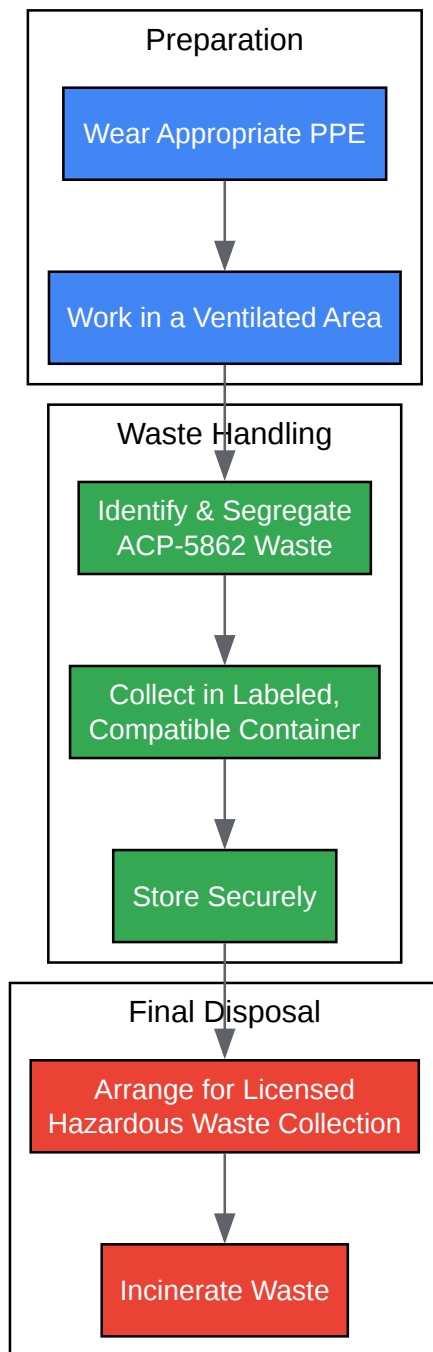 Preparation
Wear Appropriate PPE
Work in a Ventilated Area
Waste Handling
Identify & Segregate
ACP-5862 Waste
Collect in Labeled,
Compatible Container
Store Securely
Final Disposal
Arrange for Licensed
Hazardous Waste Collection
Incinerate Waste